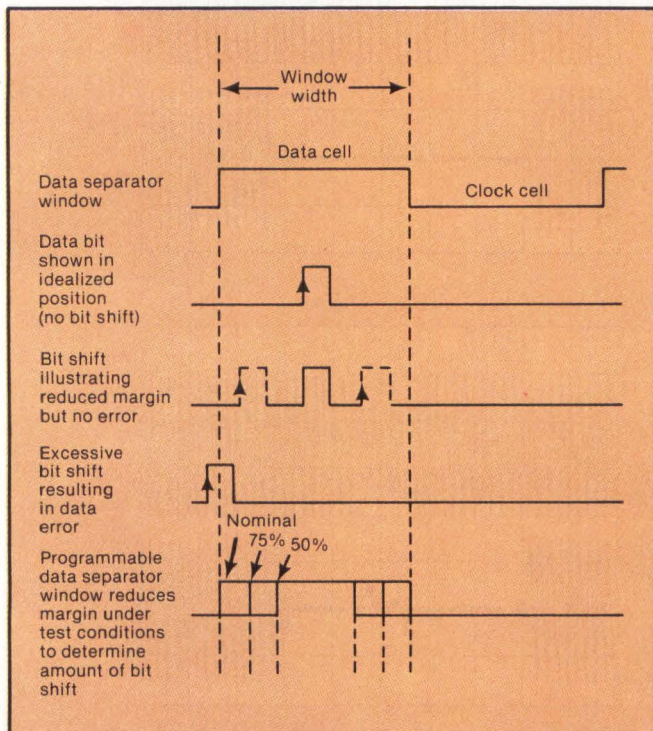 Window
width
Data cell
Data separator
window
Clock cell
Data bit
shown in
idealized
position
(no bit shift)
Bit shift
illustrating
reduced margin
but no error
Excessive
bit shift
resulting
in data
error
Nominal
75%
50%
Programmable
data separator
window reduces
margin under
test conditions
to determine
amount of bit
shift